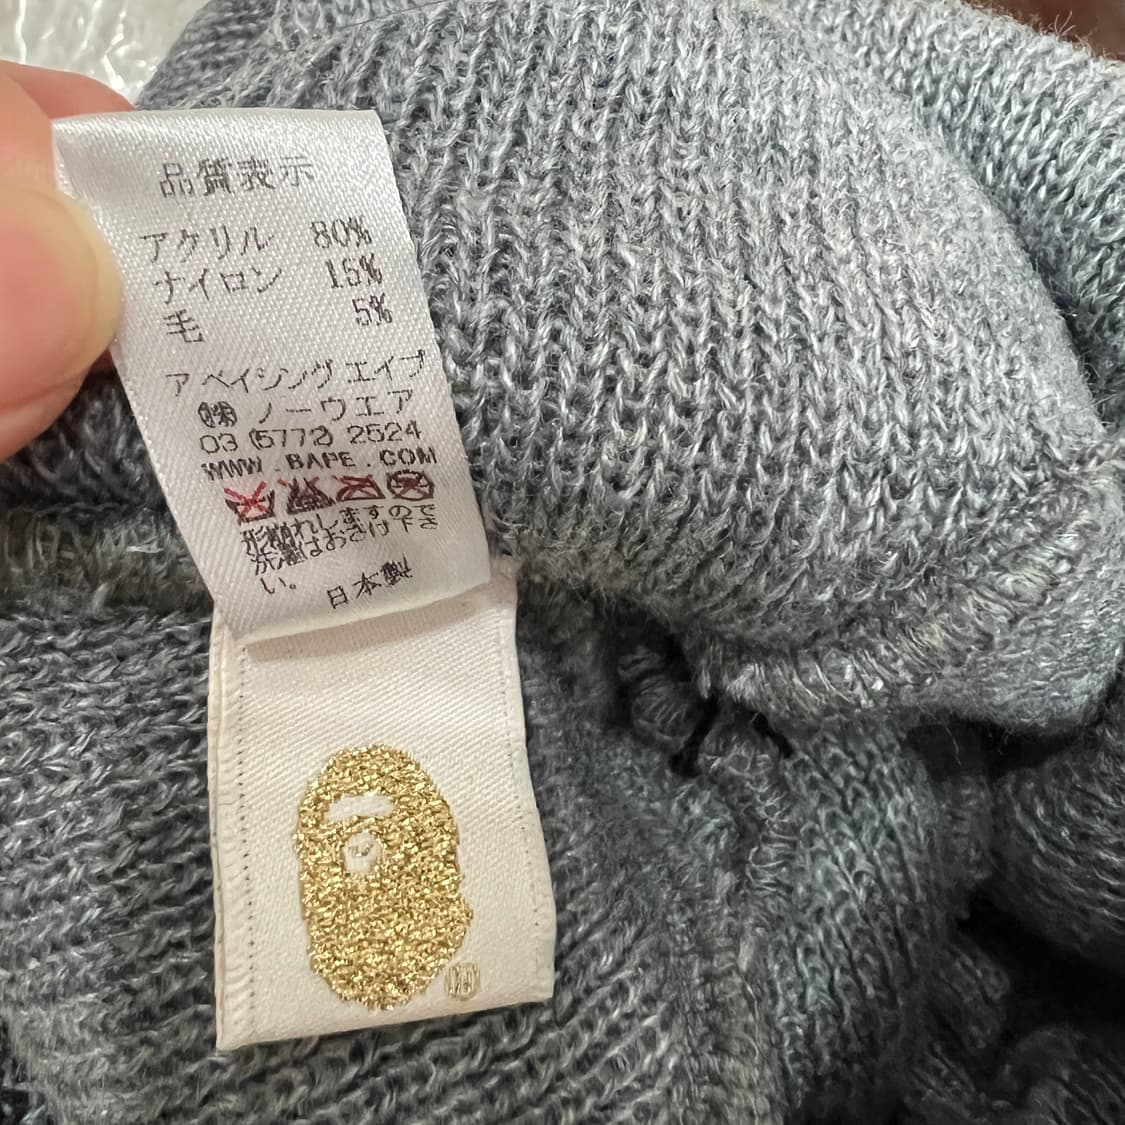 品質表示
アクリル 80%
ナイロン 15%
毛 5%
ア ベイシング エイプ
㈱ ノーウエア
03 (5772) 2524
WWW . BAPE . COM
形崩れしますので
洗濯はおさけ下さ
い。
日本製